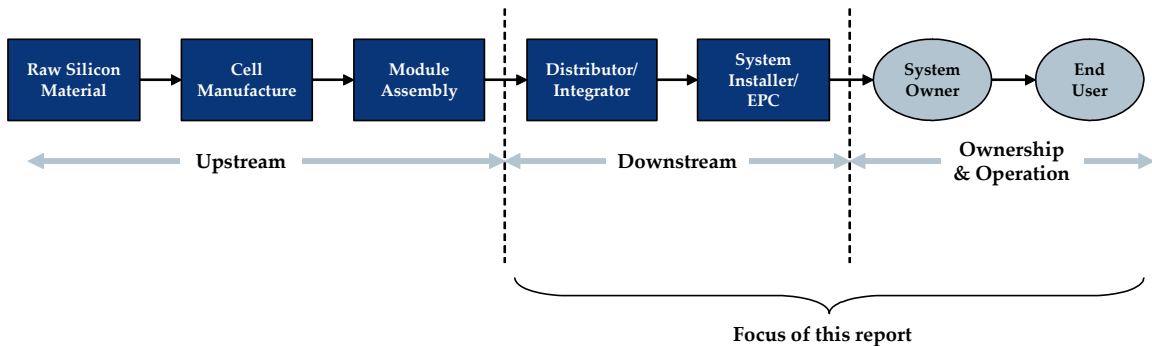 Raw Silicon
Material
Cell
Manufacture
Module
Assembly
Distributor/
Integrator
System
Installer/
EPC
System
Owner
End
User
Upstream
Downstream
Ownership
& Operation
Focus of this report